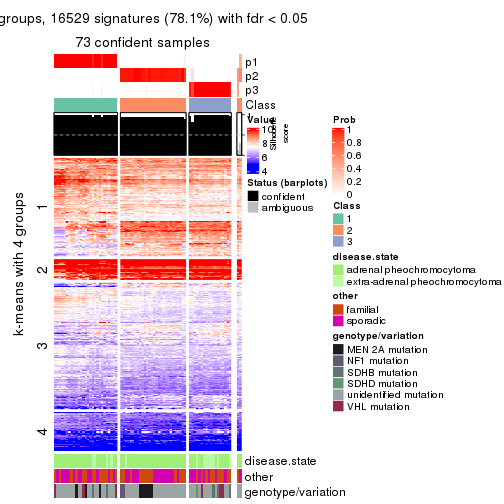 groups, 16529 signatures (78.1%) with fdr < 0.05
73 confident samples
p1
p2
p3
Class
Silhouette
score
k-means with 4 groups
1
2
3
4
disease.state
other
genotype/variation
Value
10
8
6
4
Status (barplots)
confident
ambiguous
Prob
1
0.8
0.6
0.4
0.2
0
Class
1
2
3
disease.state
adrenal pheochromocytoma
extra-adrenal pheochromocytoma
other
familial
sporadic
genotype/variation
MEN 2A mutation
NF1 mutation
SDHB mutation
SDHD mutation
unidentified mutation
VHL mutation